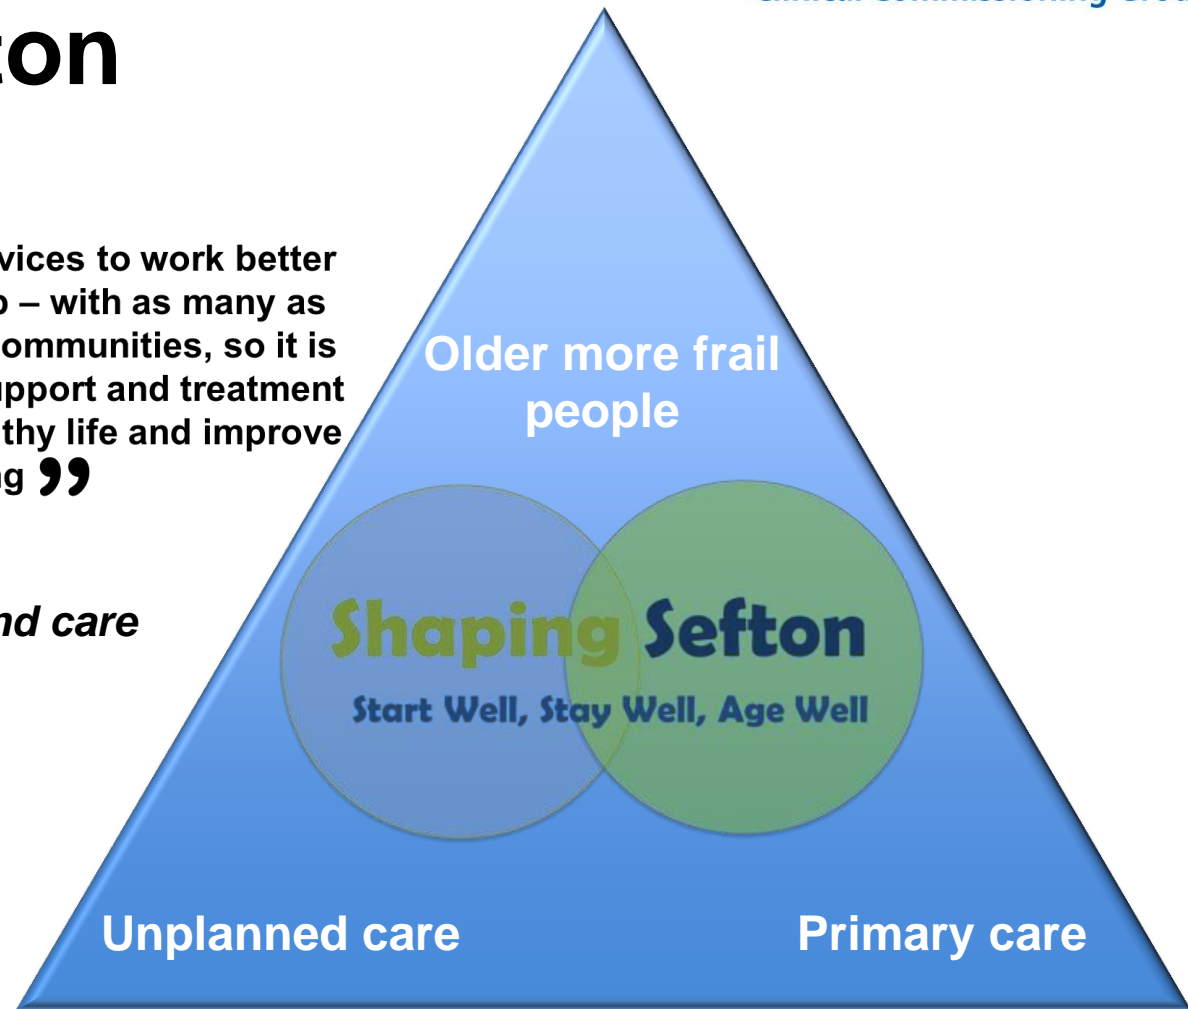 ton
vices to work better
– with as many as
ommunities, so it is
upport and treatment
thy life and improve
g ”
nd care
Older more frail
people
Shaping Sefton
Start Well, Stay Well, Age Well
Unplanned care
Primary care